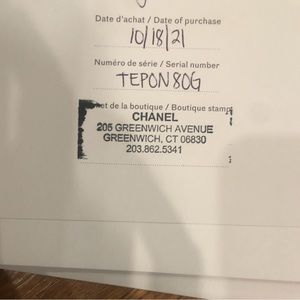 Date d'achat / Date of purchase
10/18/21
Numéro de série / Serial number
TEPON80G
et de la boutique / Boutique stamp
CHANEL
205 GREENWICH AVENUE
GREENWICH, CT 06830
203.862.5341